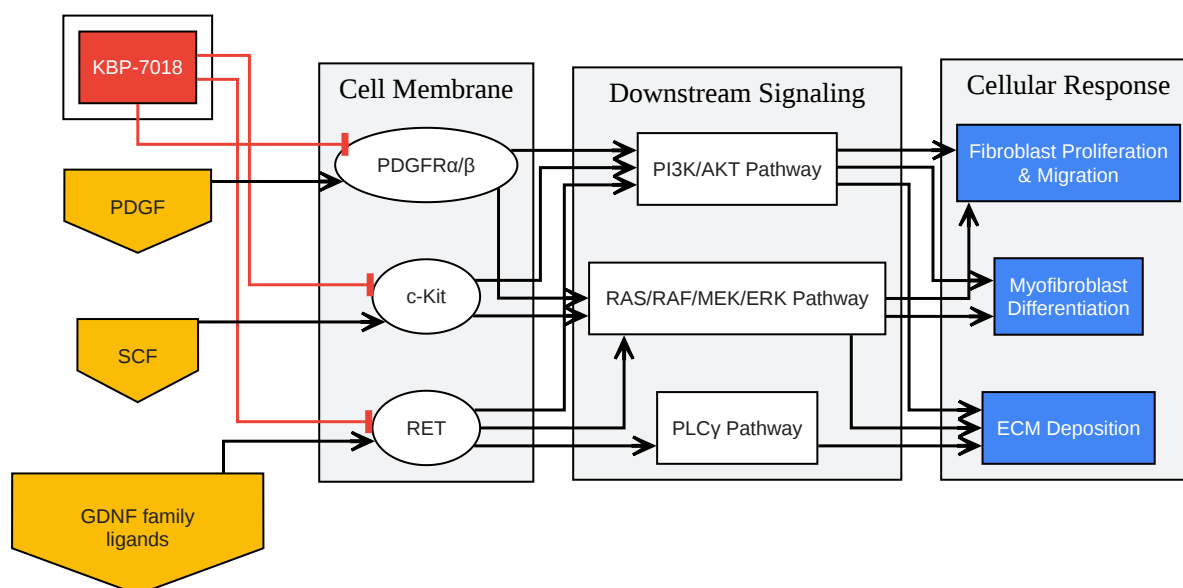 KBP-7018
Cell Membrane
Downstream Signaling
Cellular Response
PDGFRα/β
PI3K/AKT Pathway
Fibroblast Proliferation
& Migration
PDGF
c-Kit
RAS/RAF/MEK/ERK Pathway
Myofibroblast
Differentiation
SCF
RET
PLCγ Pathway
ECM Deposition
GDNF family
ligands